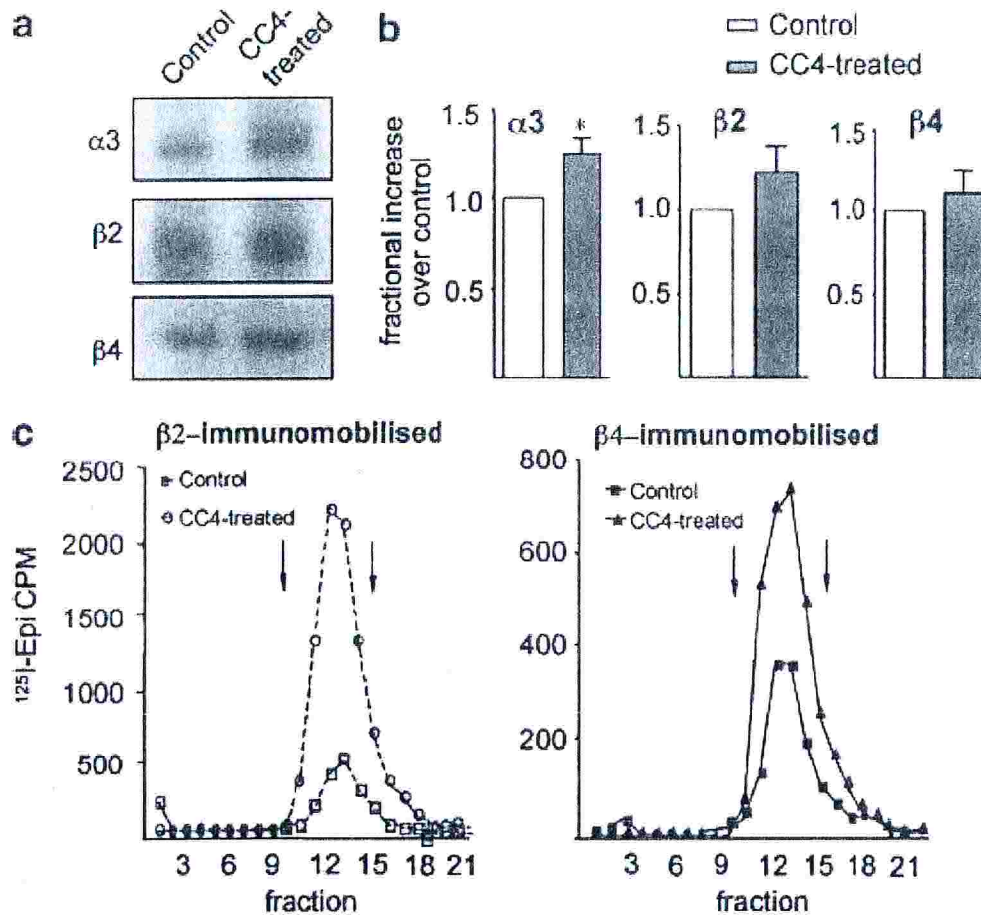 a
Control
CC4-
treated
α3
β2
β4
b
Control
CC4-treated
fractional increase
over control
1.5
1.0
0.5
α3
*
1.5
1.0
0.5
β2
1.5
1.0
0.5
β4
c
β2–immunomobilised
Control
CC4-treated
125I-Epi CPM
2500
2000
1500
1000
500
3 6 9 12 15 18 21
fraction
β4–immunomobilised
Control
CC4-treated
800
600
400
200
3 6 9 12 15 18 21
fraction